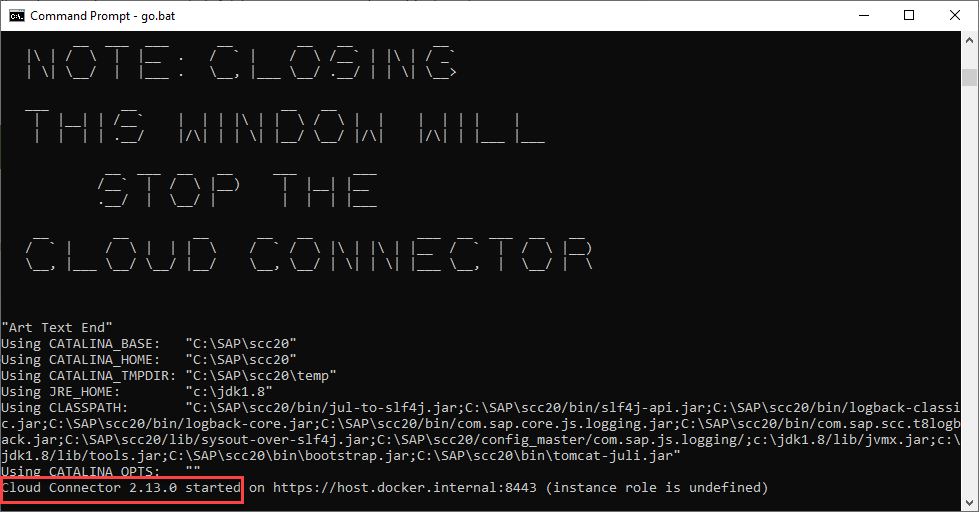 Command Prompt - go.bat
NOTE: CLOSING
THIS WINDOW WILL
STOP THE
CLOUD CONNECTOR
"Art Text End"
Using CATALINA_BASE:   "C:\SAP\scc20"
Using CATALINA_HOME:   "C:\SAP\scc20"
Using CATALINA_TMPDIR: "C:\SAP\scc20\temp"
Using JRE_HOME:        "c:\jdk1.8"
Using CLASSPATH:       "C:\SAP\scc20/bin/jul-to-slf4j.jar;C:\SAP\scc20/bin/slf4j-api.jar;C:\SAP\scc20/bin/logback-classi
c.jar;C:\SAP\scc20/bin/logback-core.jar;C:\SAP\scc20/bin/com.sap.core.js.logging.jar;C:\SAP\scc20/bin/com.sap.scc.t8logb
ack.jar;C:\SAP\scc20/lib/sysout-over-slf4j.jar;C:\SAP\scc20/config_master/com.sap.js.logging/;c:\jdk1.8/lib/jvmx.jar;c:\
jdk1.8/lib/tools.jar;C:\SAP\scc20\bin\bootstrap.jar;C:\SAP\scc20\bin\tomcat-juli.jar"
Using CATALINA_OPTS:   ""
Cloud Connector 2.13.0 started on https://host.docker.internal:8443 (instance role is undefined)